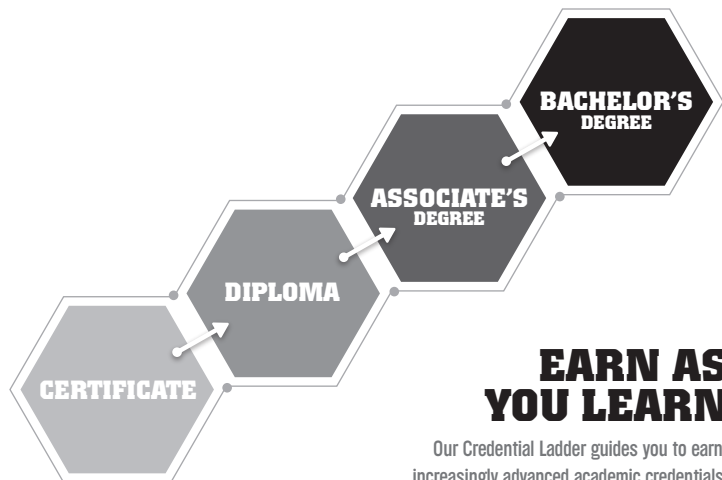 BACHELOR'S
DEGREE
ASSOCIATE'S
DEGREE
DIPLOMA
CERTIFICATE
EARN AS
YOU LEARN
Our Credential Ladder guides you to earn
increasingly advanced academic credentials